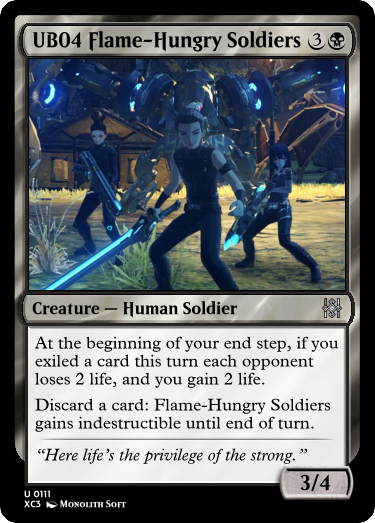 UB04 Flame-Hungry Soldiers 3
Creature — Human Soldier
At the beginning of your end step, if you
exiled a card this turn each opponent
loses 2 life, and you gain 2 life.
Discard a card: Flame-Hungry Soldiers
gains indestructible until end of turn.
“Here life’s the privilege of the strong.”
3/4
U 0111
XC3 Monolith Soft